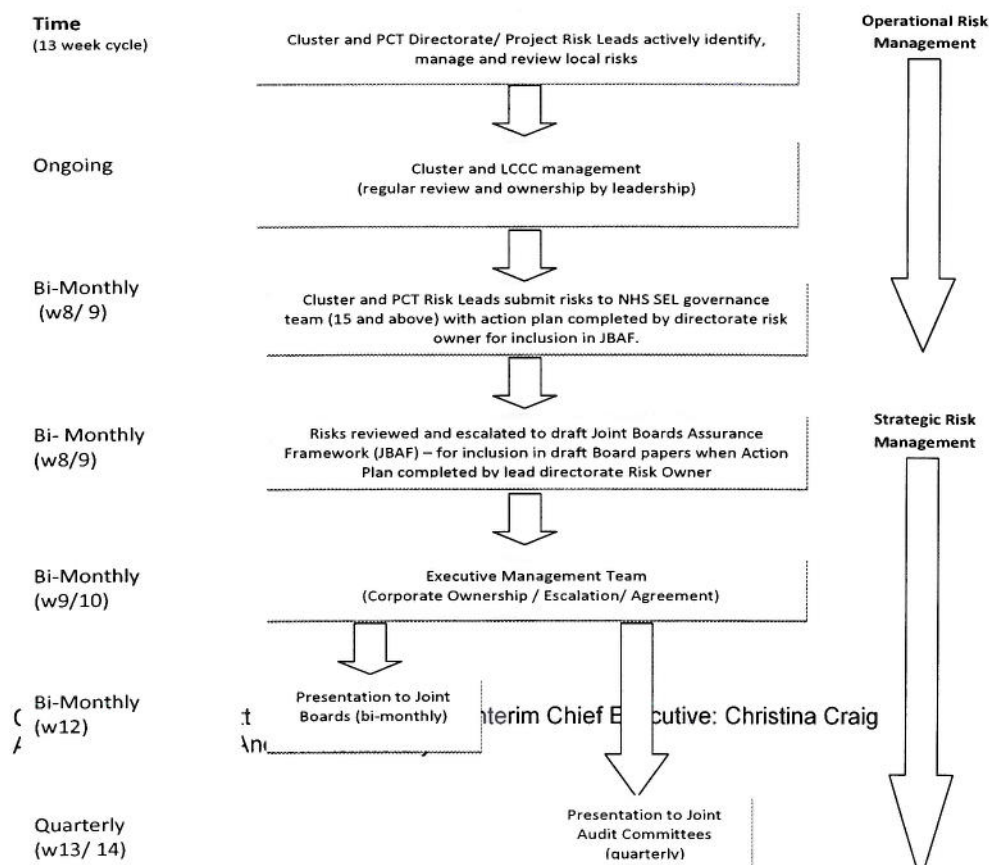 Time
(13 week cycle)
Cluster and PCT Directorate/ Project Risk Leads actively identify,
manage and review local risks
Operational Risk
Management
Ongoing
Cluster and LCCC management
(regular review and ownership by leadership)
Bi-Monthly
(w8/ 9)
Cluster and PCT Risk Leads submit risks to NHS SEL governance
team (15 and above) with action plan completed by directorate risk
owner for inclusion in JBAF.
Bi- Monthly
(w8/9)
Risks reviewed and escalated to draft Joint Boards Assurance
Framework (JBAF) – for inclusion in draft Board papers when Action
Plan completed by lead directorate Risk Owner
Strategic Risk
Management
Bi-Monthly
(w9/10)
Executive Management Team
(Corporate Ownership / Escalation/ Agreement)
Bi-Monthly
(w12)
Presentation to Joint
Boards (bi-monthly)
Chief
Christina Craig
Quarterly
(w13/ 14)
Presentation to Joint
Audit Committees
(quarterly)